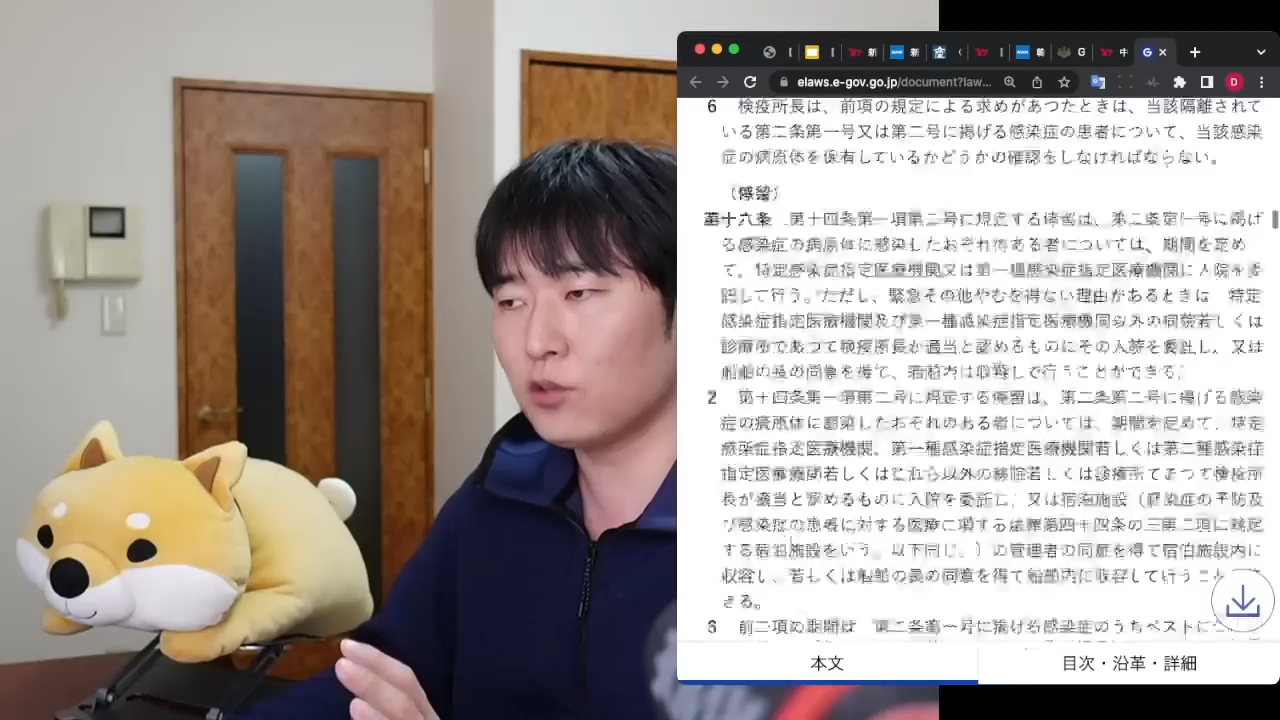 新
新
G
中
G
elaws.e-gov.go.jp/document?law...
D
6 検疫所長は、前項の規定による求めがあつたときは、当該隔離されて
いる第二条第一号又は第二号に掲げる感染症の患者について、当該感染
症の病原体を保有しているかどうかの確認をしなければならない。
（停留）
第十六条 第十四条第一項第二号に規定する停留は、第二条第一号に掲げ
る感染症の病原体に感染したおそれのある者については、期間を定め
て、特定感染症指定医療機関又は第一種感染症指定医療機関に入院を委
託して行う。ただし、緊急その他やむを得ない理由があるときは、特定
感染症指定医療機関及び第一種感染症指定医療機関以外の病院若しくは
診療所であつて検疫所長が適当と認めるものにその入院を委託し、又は
船舶の長の同意を得て、船舶内に収容して行うことができる。
2 第十四条第一項第二号に規定する停留は、第二条第二号に掲げる感染
症の病原体に感染したおそれのある者については、期間を定めて、特定
感染症指定医療機関、第一種感染症指定医療機関若しくは第二種感染症
指定医療機関若しくはこれら以外の病院若しくは診療所であつて検疫所
長が適当と認めるものに入院を委託し、又は宿泊施設（感染症の予防及
び感染症の患者に対する医療に関する法律第四十四条の三第二項に規定
する宿泊施設をいう。以下同じ。）の管理者の同意を得て宿泊施設内に
収容し、若しくは船舶の長の同意を得て船舶内に収容して行うこと
きる。
前二項の期間は、第二条第一号に掲げる感染症のうちペストに
本文
目次・沿革・詳細